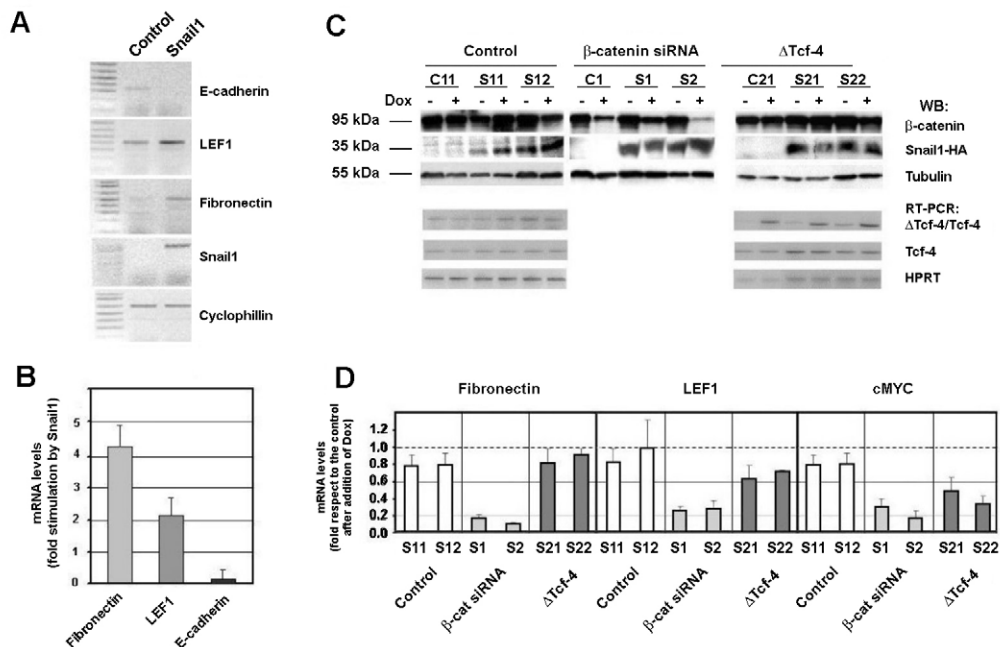 A
Control
Snail1
E-cadherin
LEF1
Fibronectin
Snail1
Cyclophillin
B
mRNA levels
(fold stimulation by Snail1)
5
4
3
2
1
0
Fibronectin
LEF1
E-cadherin
C
Control
β-catenin siRNA
ΔTcf-4
C11 S11 S12 C1 S1 S2 C21 S21 S22
Dox - + - + - + - + - + - + - + - + - + WB:
95 kDa β-catenin
35 kDa Snail1-HA
55 kDa Tubulin
RT-PCR:
ΔTcf-4/Tcf-4
Tcf-4
HPRT
D
Fibronectin LEF1 cMYC
mRNA levels
(fold respect to the control
after addition of Dox)
1.2
1.0
0.8
0.6
0.4
0.2
0.0
S11 S12 S1 S2 S21 S22 S11 S12 S1 S2 S21 S22 S11 S12 S1 S2 S21 S22
Control β-cat siRNA ΔTcf-4 Control β-cat siRNA ΔTcf-4 Control β-cat siRNA ΔTcf-4